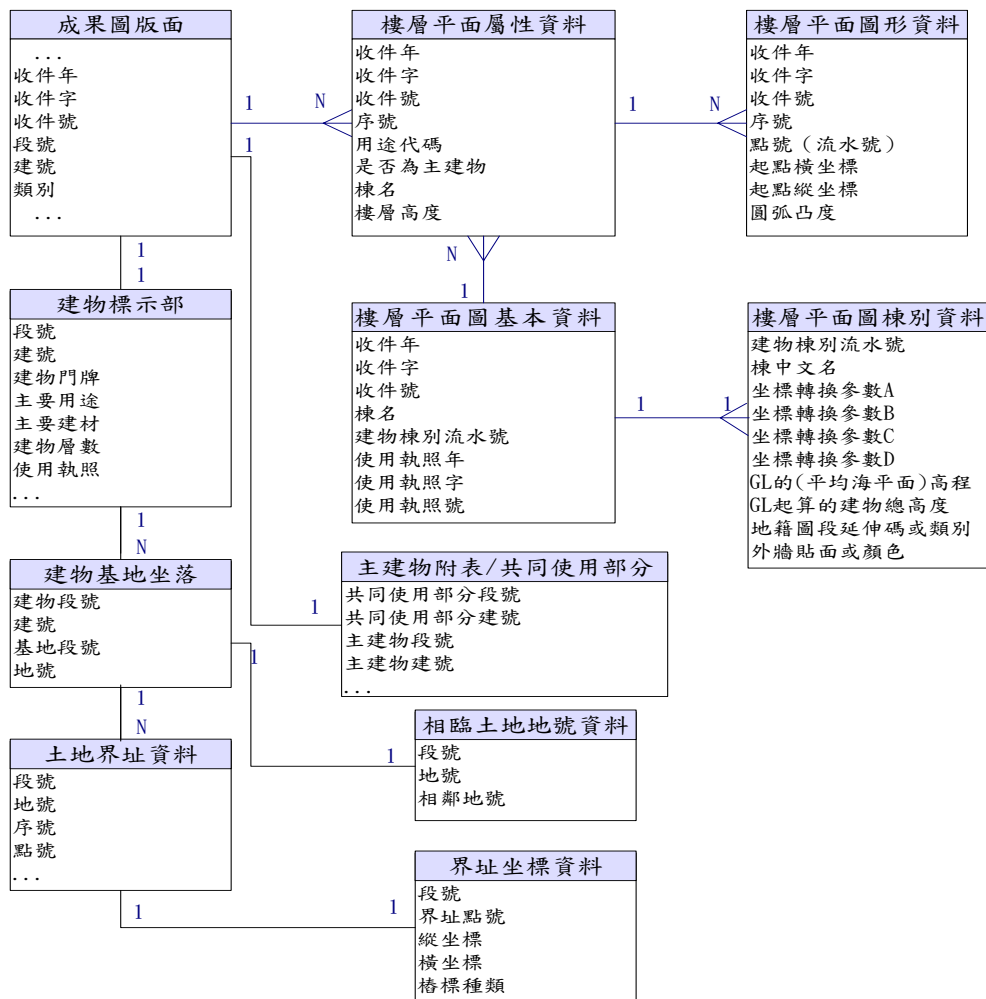 成果圖版面
...
收件年
收件字
收件號
段號
建號
類別
...
樓層平面屬性資料
收件年
收件字
收件號
序號
用途代碼
是否為主建物
棟名
樓層高度
樓層平面圖形資料
收件年
收件字
收件號
序號
點號（流水號）
起點橫坐標
起點縱坐標
圓弧凸度
1
N
1
N
1
1
1
N
1
建物標示部
段號
建號
建物門牌
主要用途
主要建材
建物層數
使用執照
...
樓層平面圖基本資料
收件年
收件字
收件號
棟名
建物棟別流水號
使用執照年
使用執照字
使用執照號
1
1
樓層平面圖棟別資料
建物棟別流水號
棟中文名
坐標轉換參數A
坐標轉換參數B
坐標轉換參數C
坐標轉換參數D
GL的(平均海平面)高程
GL起算的建物總高度
地籍圖段延伸碼或類別
外牆貼面或顏色
1
N
建物基地坐落
建物段號
建號
基地段號
地號
1
主建物附表/共同使用部分
共同使用部分段號
共同使用部分建號
主建物段號
主建物建號
...
1
1
N
土地界址資料
段號
地號
序號
點號
...
1
相臨土地地號資料
段號
地號
相鄰地號
1
1
界址坐標資料
段號
界址點號
縱坐標
橫坐標
樁標種類